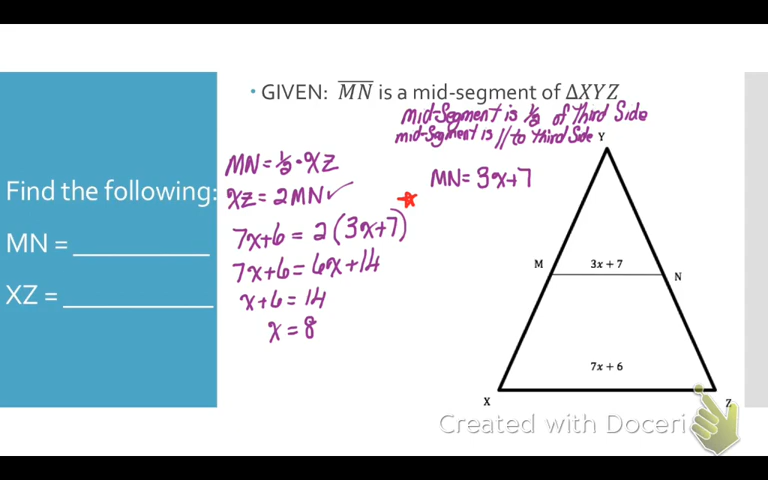 • GIVEN: MN is a mid-segment of ΔXYZ
mid-Segment is 1/2 of Third Side
mid-Segment is // to Third Side
Find the following:
MN = ________
XZ = ________
MN = 1/2 · XZ
XZ = 2MN ✓
7x+6 = 2(3x+7)
7x+6 = 6x+14
x+6 = 14
x = 8
MN = 3x+7
Y
M
3x + 7
N
7x + 6
X
Z
Created with Doceri